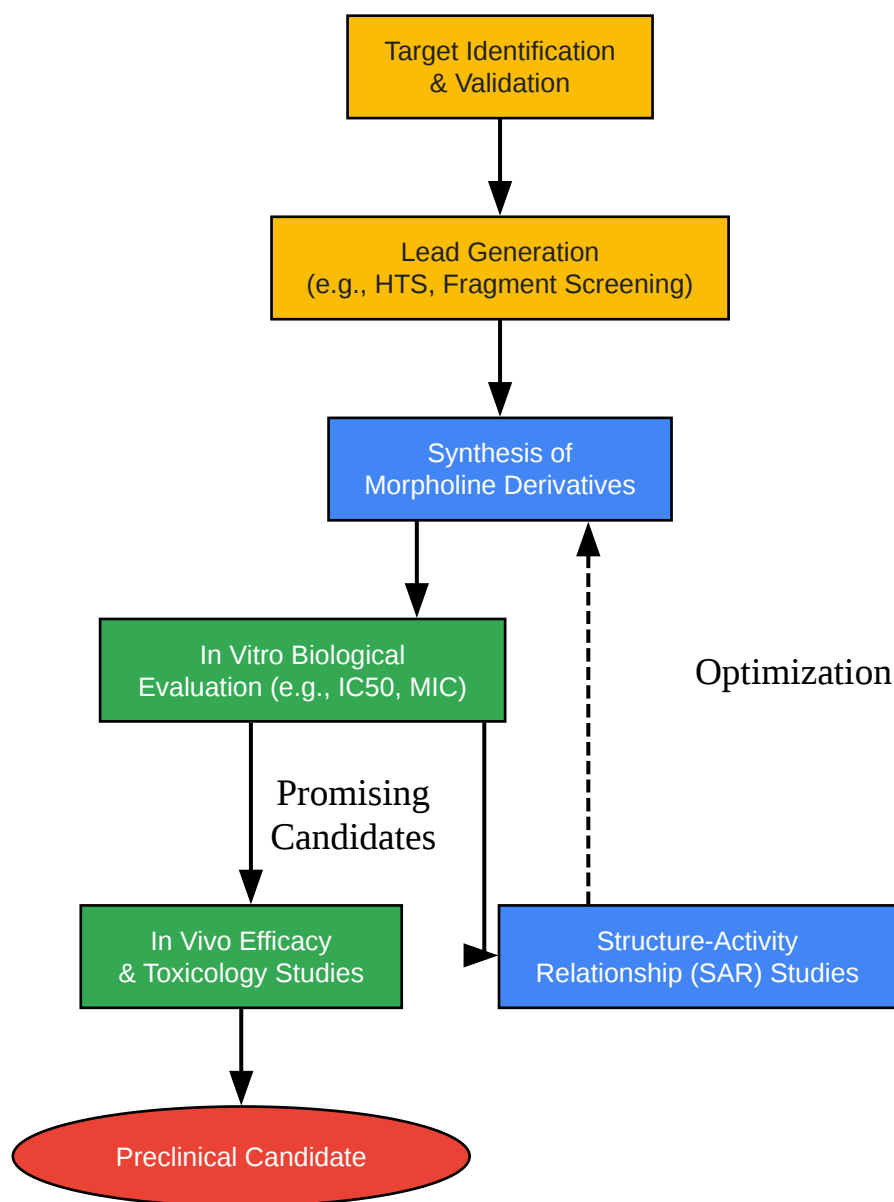 Target Identification
& Validation
Lead Generation
(e.g., HTS, Fragment Screening)
Synthesis of
Morpholine Derivatives
In Vitro Biological
Evaluation (e.g., IC50, MIC)
Optimization
Promising
Candidates
In Vivo Efficacy
& Toxicology Studies
Structure-Activity
Relationship (SAR) Studies
Preclinical Candidate